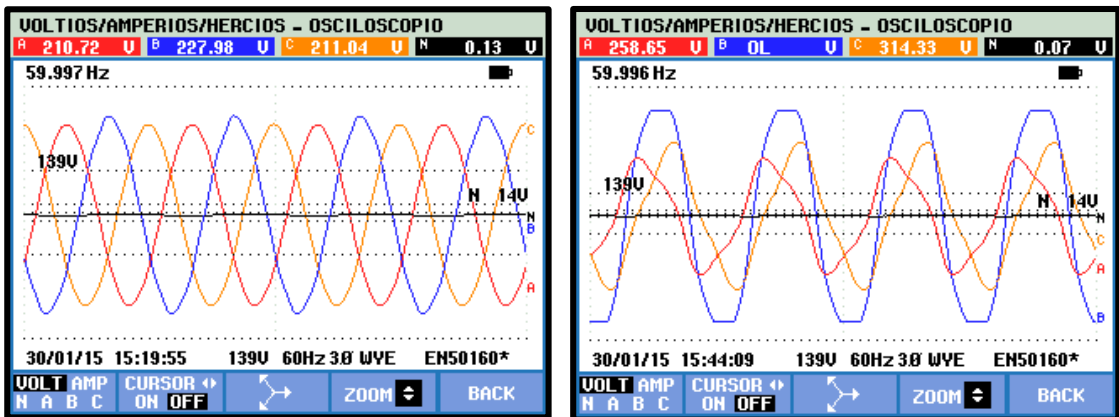 VOLTIOS/AMPERIOS/HERCIOS - OSCILOSCOPIO
A 210.72 V B 227.98 V C 211.04 V N 0.13 V
59.997 Hz
C
139V
N 14V
N
B
A
30/01/15 15:19:55 139V 60Hz 3Ø WYE EN50160*
VOLT AMP CURSOR
N A B C ON OFF ZOOM BACK
VOLTIOS/AMPERIOS/HERCIOS - OSCILOSCOPIO
A 258.65 V B OL V C 314.33 V N 0.07 V
59.996 Hz
139V
N 14V
N
C
A
B
30/01/15 15:44:09 139V 60Hz 3Ø WYE EN50160*
VOLT AMP CURSOR
N A B C ON OFF ZOOM BACK